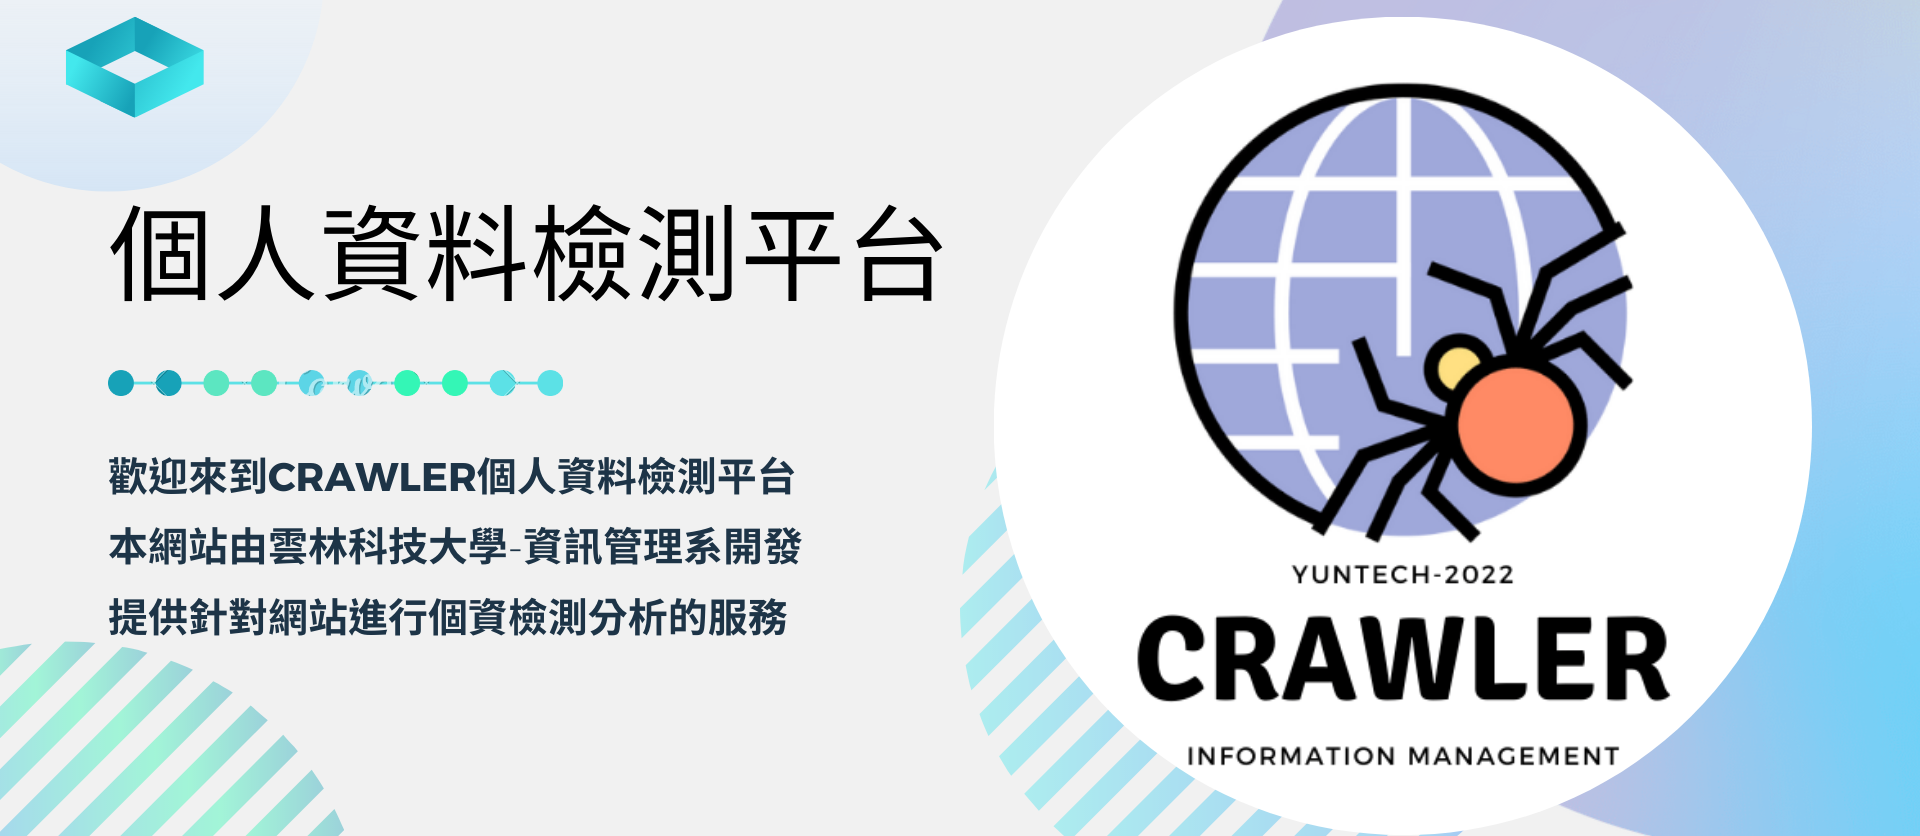 個人資料檢測平台
歡迎來到CRAWLER個人資料檢測平台
本網站由雲林科技大學-資訊管理系開發
提供針對網站進行個資檢測分析的服務
YUNTECH-2022
CRAWLER
INFORMATION MANAGEMENT